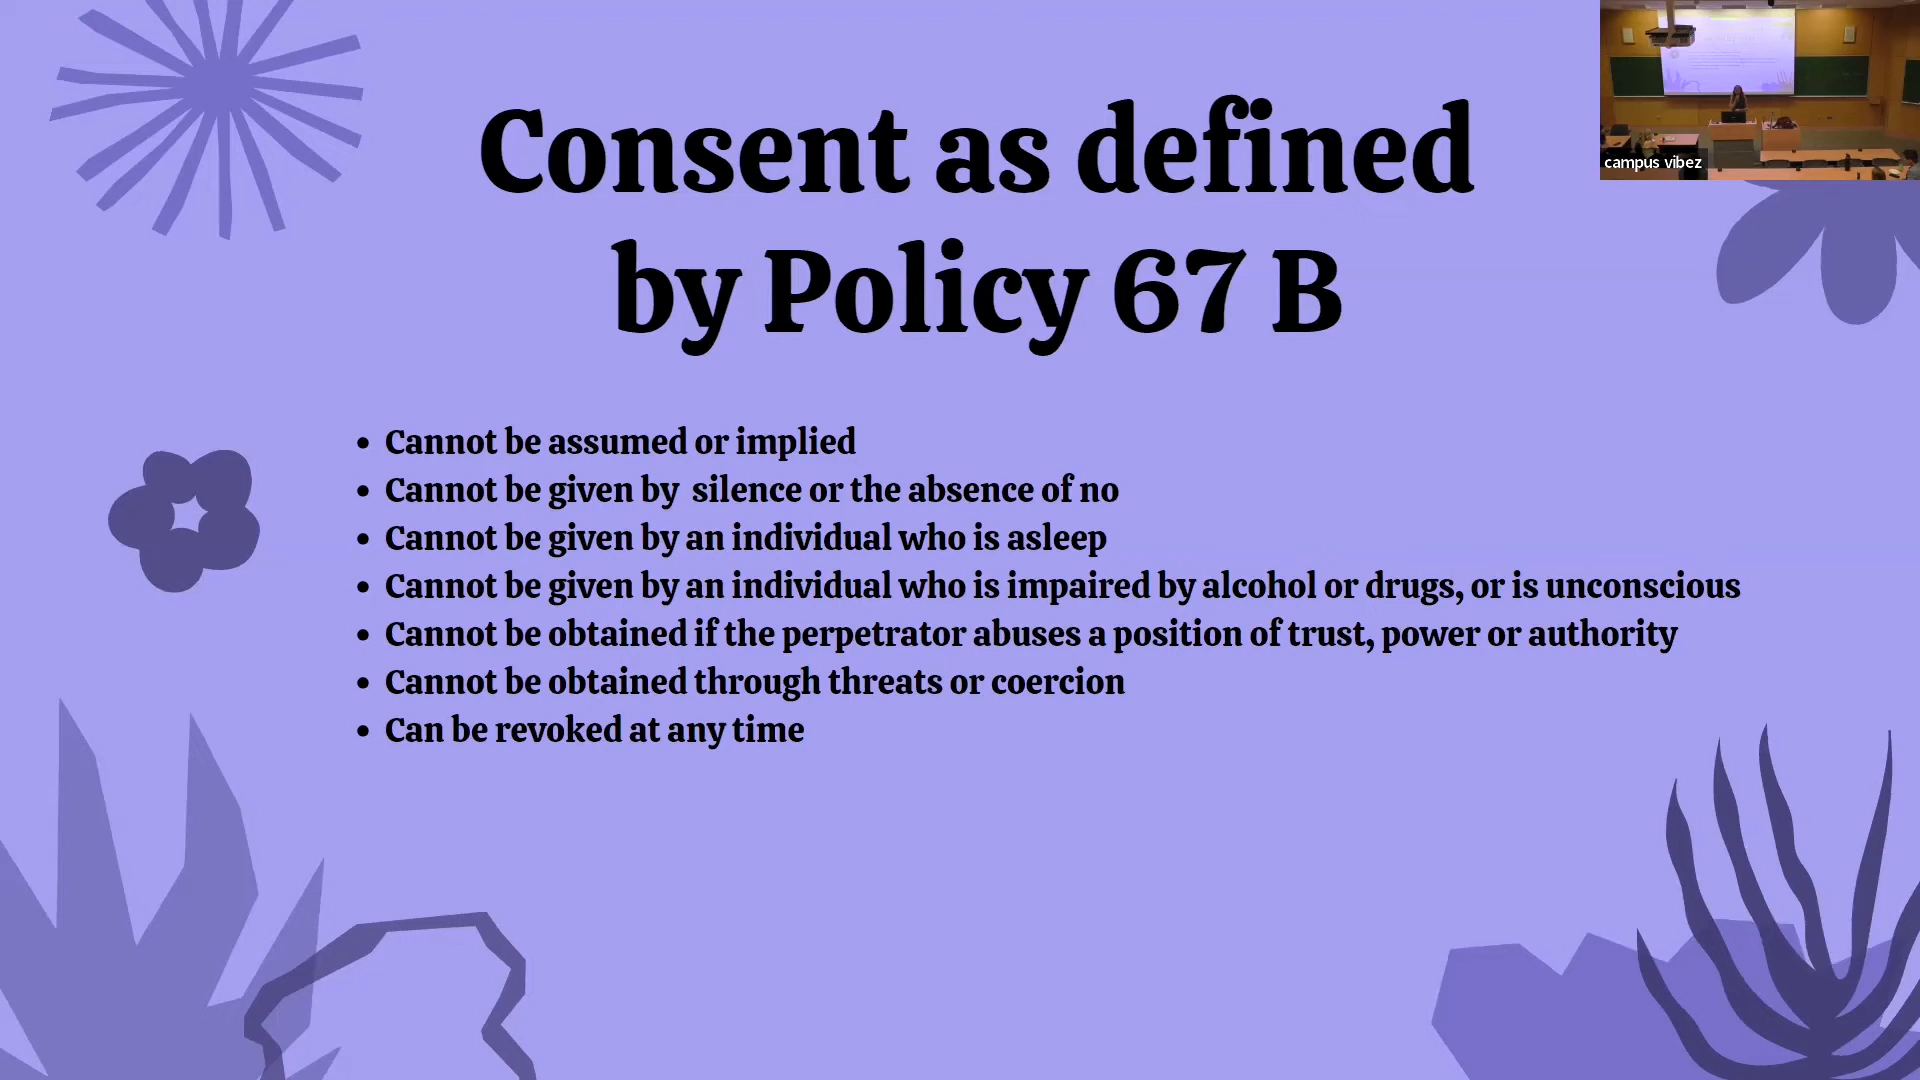 Consent as defined
by Policy 67 B
campus vibez
• Cannot be assumed or implied
• Cannot be given by  silence or the absence of no
• Cannot be given by an individual who is asleep
• Cannot be given by an individual who is impaired by alcohol or drugs, or is unconscious
• Cannot be obtained if the perpetrator abuses a position of trust, power or authority
• Cannot be obtained through threats or coercion
• Can be revoked at any time